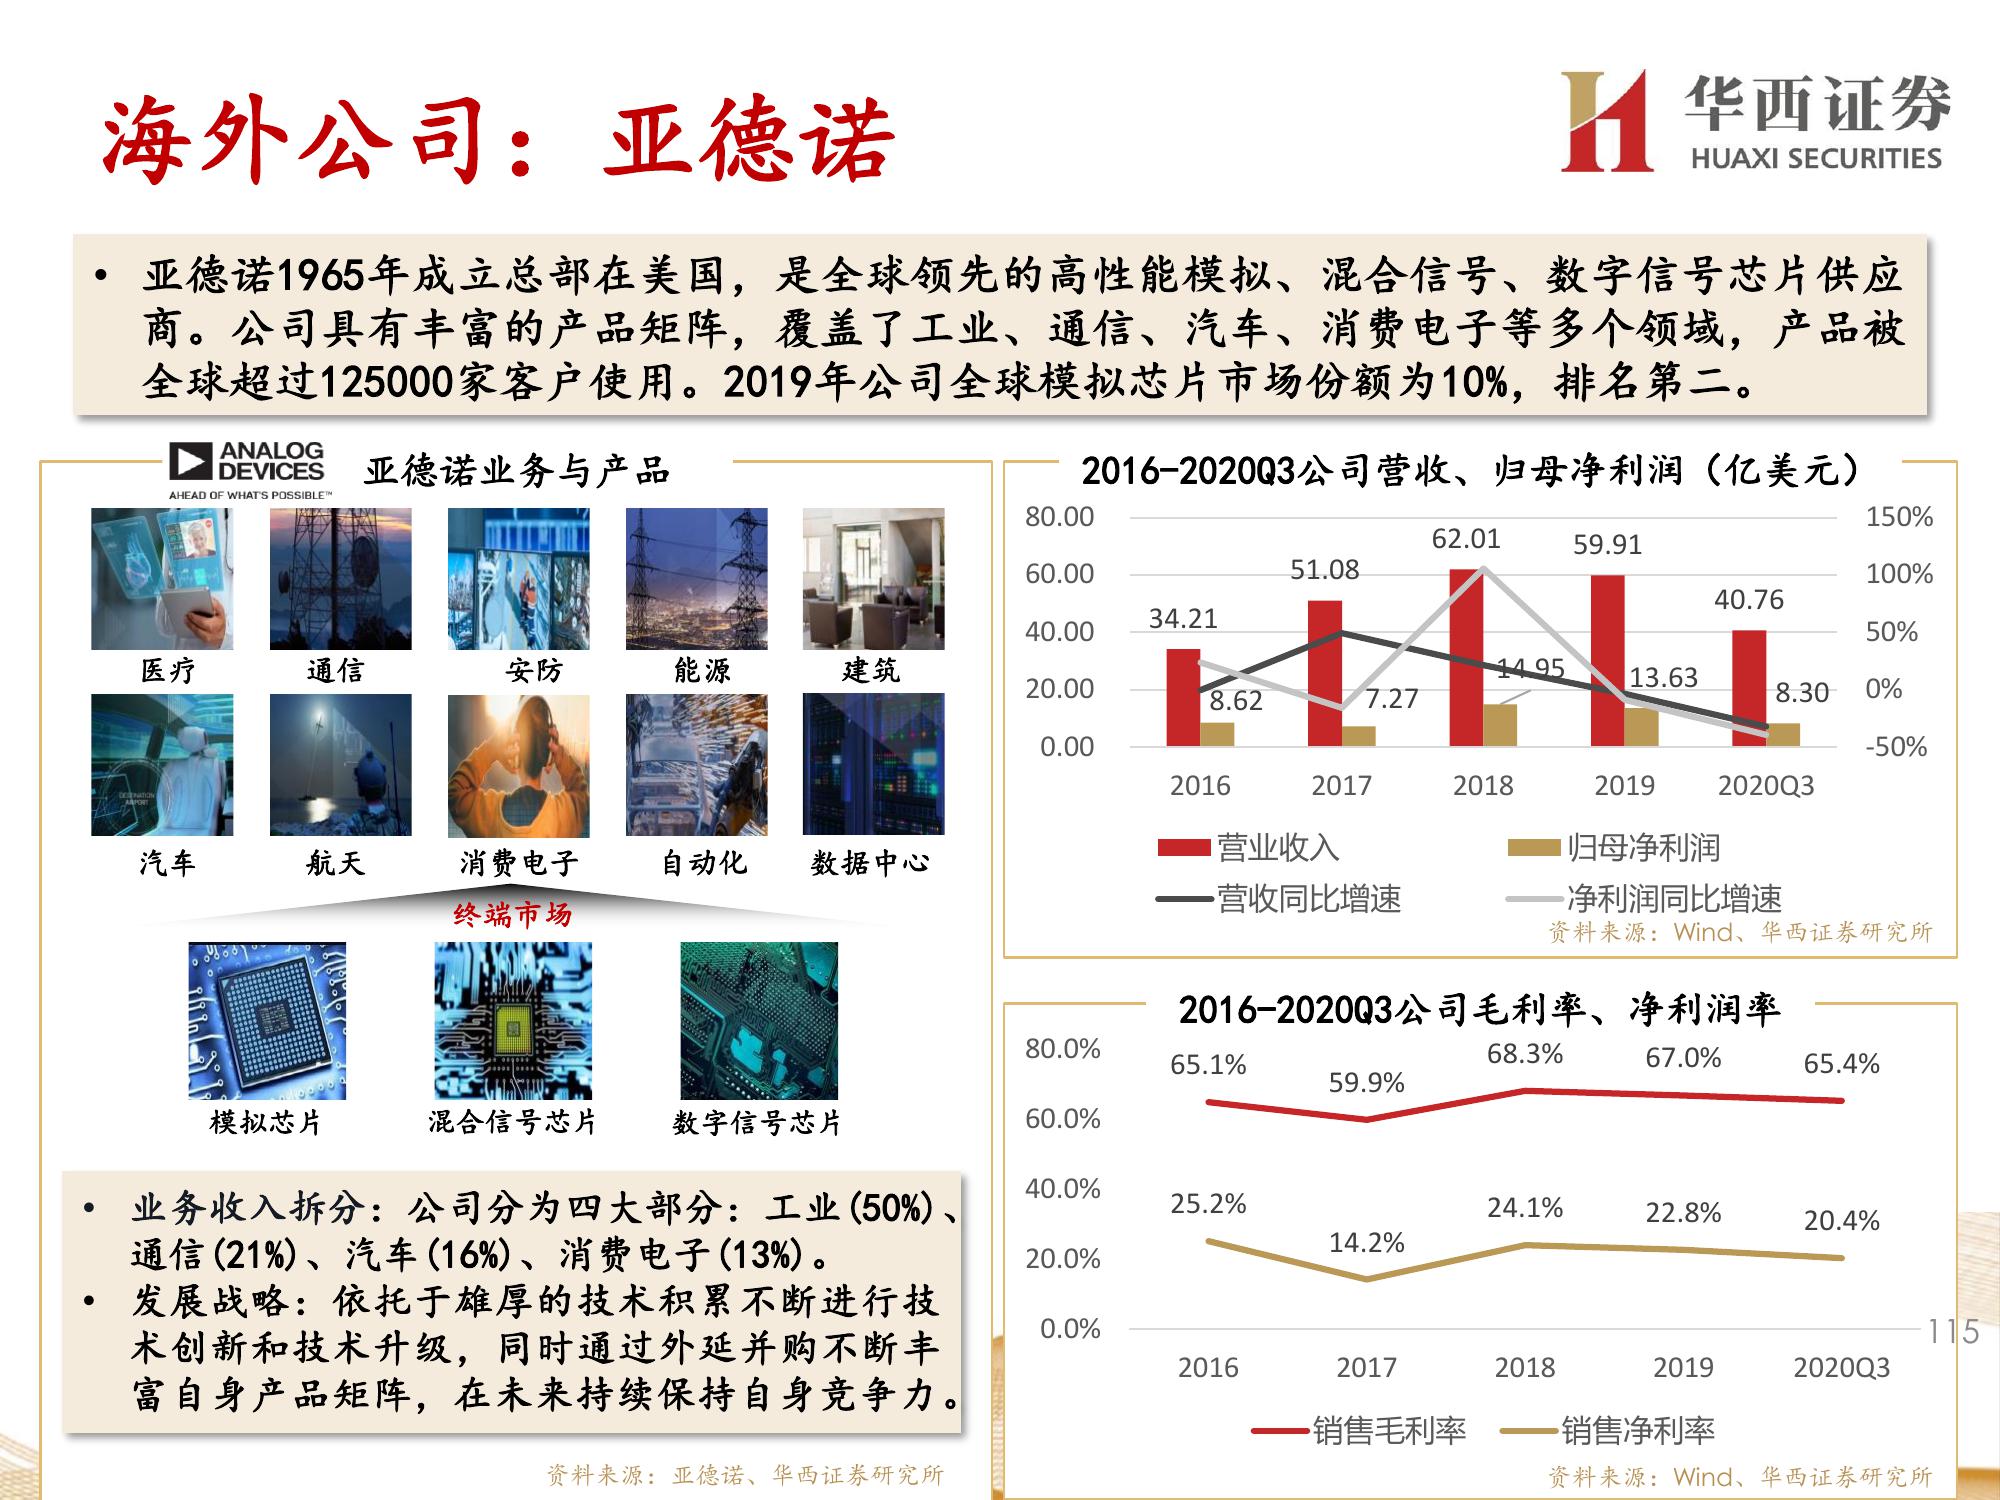 海外公司：亚德诺
华西证券
HUAXI SECURITIES
• 亚德诺1965年成立总部在美国，是全球领先的高性能模拟、混合信号、数字信号芯片供应
商。公司具有丰富的产品矩阵，覆盖了工业、通信、汽车、消费电子等多个领域，产品被
全球超过125000家客户使用。2019年公司全球模拟芯片市场份额为10%，排名第二。
ANALOG
DEVICES
AHEAD OF WHAT'S POSSIBLE™
亚德诺业务与产品
医疗 通信 安防 能源 建筑
DESTINATION
AIRPORT
汽车 航天 消费电子 自动化 数据中心
终端市场
模拟芯片 混合信号芯片 数字信号芯片
• 业务收入拆分：公司分为四大部分：工业(50%)、
通信(21%)、汽车(16%)、消费电子(13%)。
• 发展战略：依托于雄厚的技术积累不断进行技
术创新和技术升级，同时通过外延并购不断丰
富自身产品矩阵，在未来持续保持自身竞争力。
资料来源：亚德诺、华西证券研究所
2016-2020Q3公司营收、归母净利润（亿美元）
80.00 150%
62.01 59.91
51.08
60.00 100%
40.76
34.21
40.00 50%
14.95 13.63
20.00 8.62 7.27 8.30 0%
0.00 -50%
2016 2017 2018 2019 2020Q3
营业收入 归母净利润
营收同比增速 净利润同比增速
资料来源：Wind、华西证券研究所
2016-2020Q3公司毛利率、净利润率
80.0% 65.1% 59.9% 68.3% 67.0% 65.4%
60.0%
40.0%
25.2% 14.2% 24.1% 22.8% 20.4%
20.0%
0.0%
115
2016 2017 2018 2019 2020Q3
销售毛利率 销售净利率
资料来源：Wind、华西证券研究所